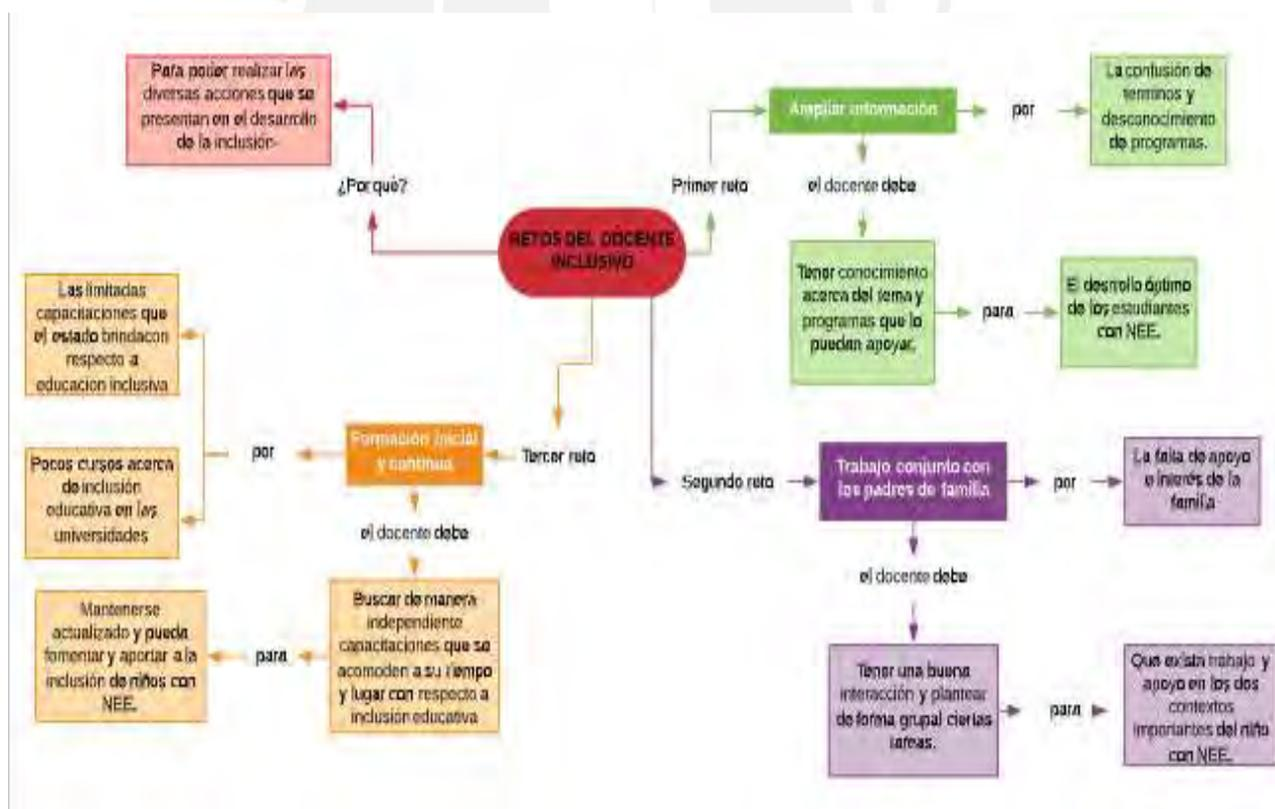 Para poder realizar las
diversas acciones que se
presentan en el desarrollo
de la inclusión-
¿Por qué?
RETOS DEL DOCENTE
INCLUSIVO
Primer reto
Ampliar información
por
La confusión de
terminos y
desconocimiento
de programas.
el docente debe
Tener conocimiento
acerca del tema y
programas que lo
puedan apoyar.
para
El desrrollo óptimo
de los estudiantes
con NEE.
Segundo reto
Trabajo conjunto con
los padres de familia
por
La falta de apoyo
e interés de la
familia
el docente debe
Tener una buena
interacción y plantear
de forma grupal ciertas
tareas.
para
Que exista trabajo y
apoyo en los dos
contextos
importantes del niño
con NEE.
Tercer reto
Formación inicial
y continua
por
Las limitadas
capacitaciones que
el estado brindacon
respecto a
educación inclusiva
Pocos cursos acerca
de inclusión
educativa en las
universidades
el docente debe
Buscar de manera
independiente
capacitaciones que se
acomoden a su tiempo
y lugar con respecto a
inclusión educativa
para
Mantenerse
actualizado y pueda
fomentar y aportar a la
inclusión de niños con
NEE.